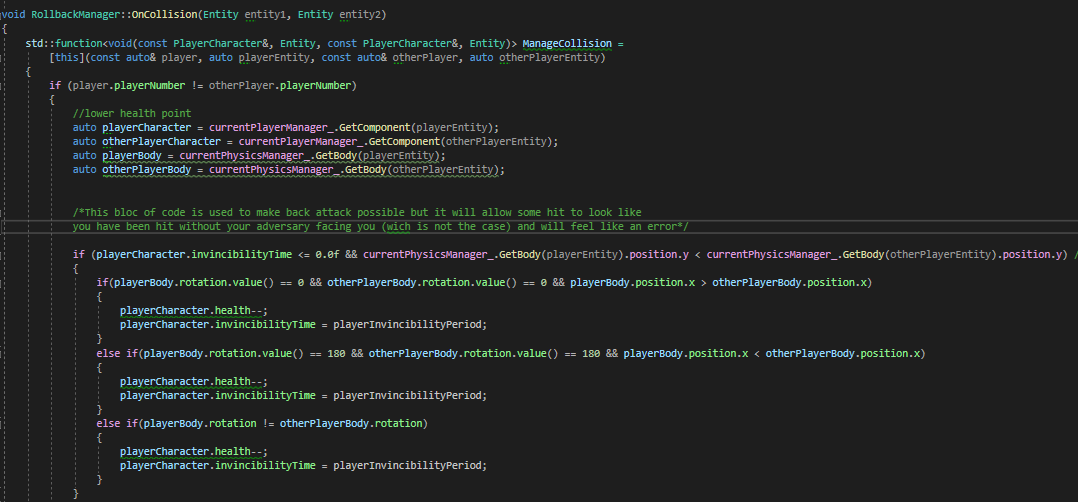 void RollbackManager::OnCollision(Entity entity1, Entity entity2)
{
std::function<void(const PlayerCharacter&, Entity, const PlayerCharacter&, Entity)> ManageCollision =
[this](const auto& player, auto playerEntity, const auto& otherPlayer, auto otherPlayerEntity)
{
if (player.playerNumber != otherPlayer.playerNumber)
{
//lower health point
auto playerCharacter = currentPlayerManager_.GetComponent(playerEntity);
auto otherPlayerCharacter = currentPlayerManager_.GetComponent(otherPlayerEntity);
auto playerBody = currentPhysicsManager_.GetBody(playerEntity);
auto otherPlayerBody = currentPhysicsManager_.GetBody(otherPlayerEntity);
/*This bloc of code is used to make back attack possible but it will allow some hit to look like
you have been hit without your adversary facing you (wich is not the case) and will feel like an error*/
if (playerCharacter.invincibilityTime <= 0.0f && currentPhysicsManager_.GetBody(playerEntity).position.y < currentPhysicsManager_.GetBody(otherPlayerEntity).position.y) /
{
if(playerBody.rotation.value() == 0 && otherPlayerBody.rotation.value() == 0 && playerBody.position.x > otherPlayerBody.position.x)
{
playerCharacter.health--;
playerCharacter.invincibilityTime = playerInvincibilityPeriod;
}
else if(playerBody.rotation.value() == 180 && otherPlayerBody.rotation.value() == 180 && playerBody.position.x < otherPlayerBody.position.x)
{
playerCharacter.health--;
playerCharacter.invincibilityTime = playerInvincibilityPeriod;
}
else if(playerBody.rotation != otherPlayerBody.rotation)
{
playerCharacter.health--;
playerCharacter.invincibilityTime = playerInvincibilityPeriod;
}
}